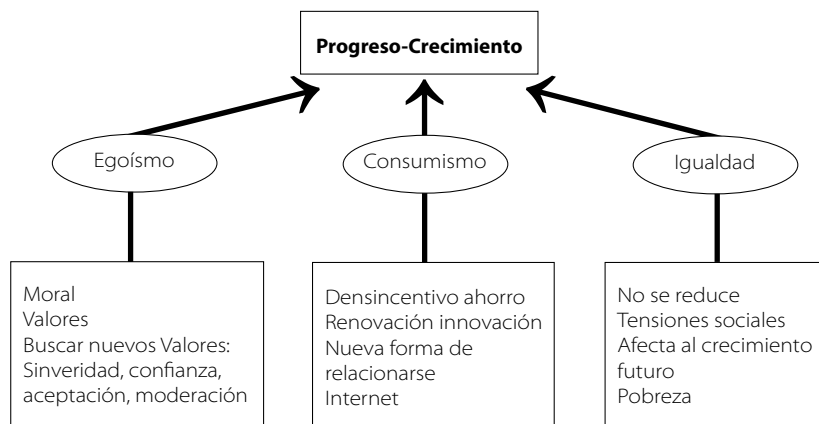 Progreso-Crecimiento
Egoísmo
Consumismo
Igualdad
Moral
Valores
Buscar nuevos Valores:
Sinveridad, confianza,
aceptación, moderación
Densincentivo ahorro
Renovación innovación
Nueva forma de
relacionarse
Internet
No se reduce
Tensiones sociales
Afecta al crecimiento
futuro
Pobreza